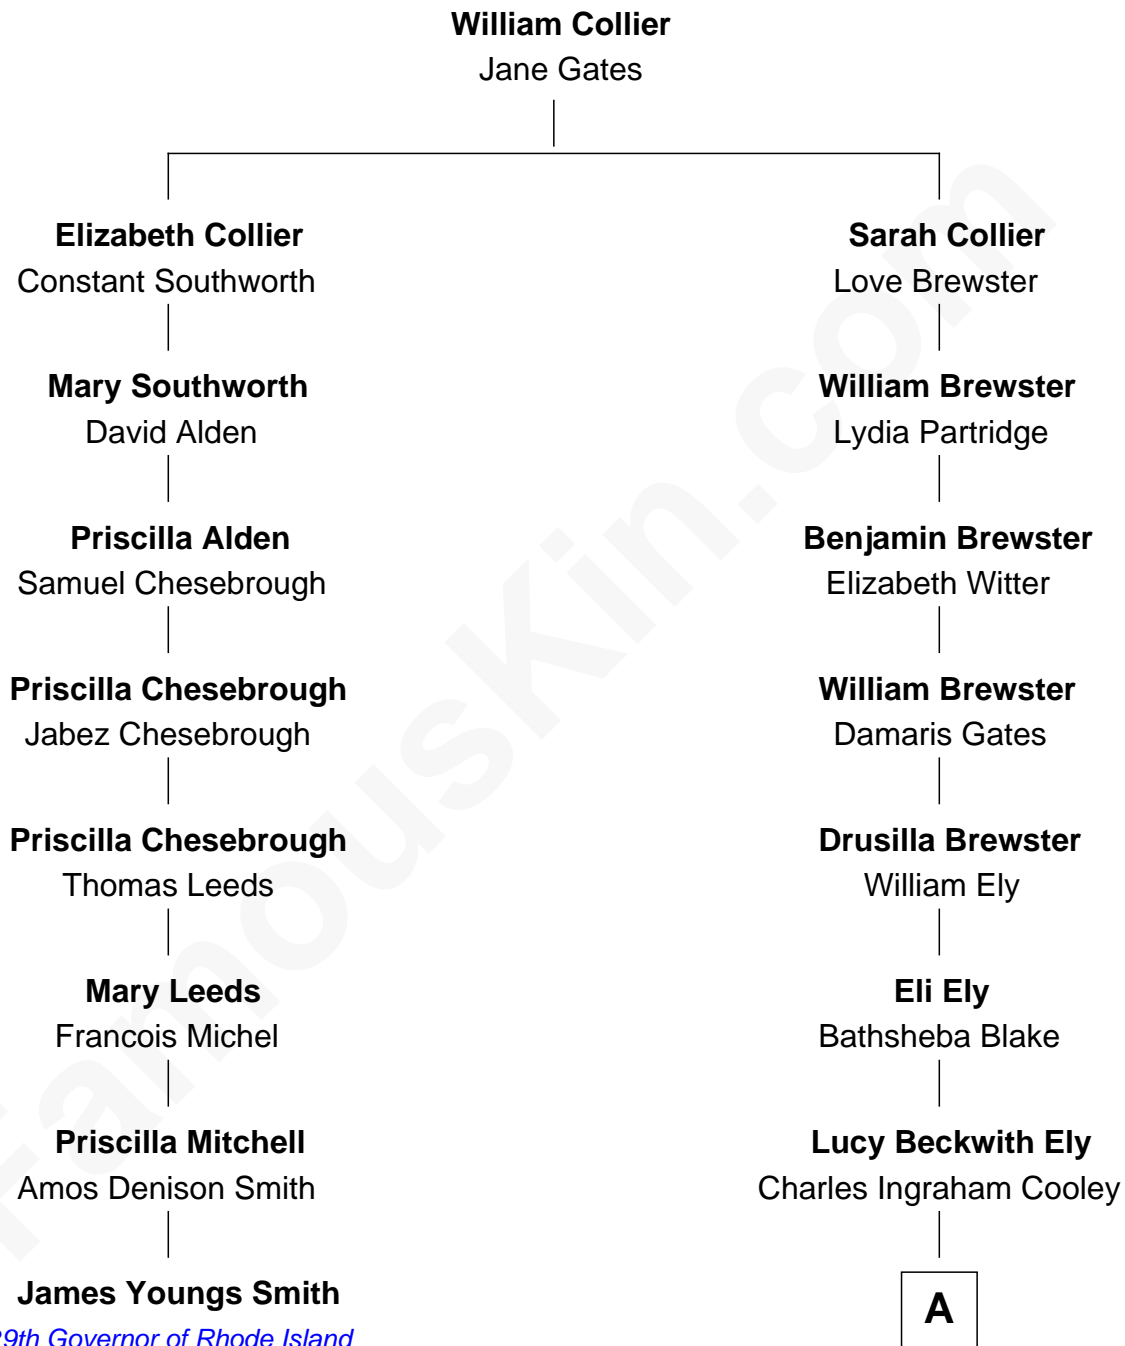 William Collier
Jane Gates
Elizabeth Collier
Constant Southworth
Sarah Collier
Love Brewster
Mary Southworth
David Alden
William Brewster
Lydia Partridge
Priscilla Alden
Samuel Chesebrough
Benjamin Brewster
Elizabeth Witter
Priscilla Chesebrough
Jabez Chesebrough
William Brewster
Damaris Gates
Priscilla Chesebrough
Thomas Leeds
Drusilla Brewster
William Ely
Mary Leeds
Francois Michel
Eli Ely
Bathsheba Blake
Priscilla Mitchell
Amos Denison Smith
Lucy Beckwith Ely
Charles Ingraham Cooley
James Youngs Smith
29th Governor of Rhode Island
A
FamousKin.com